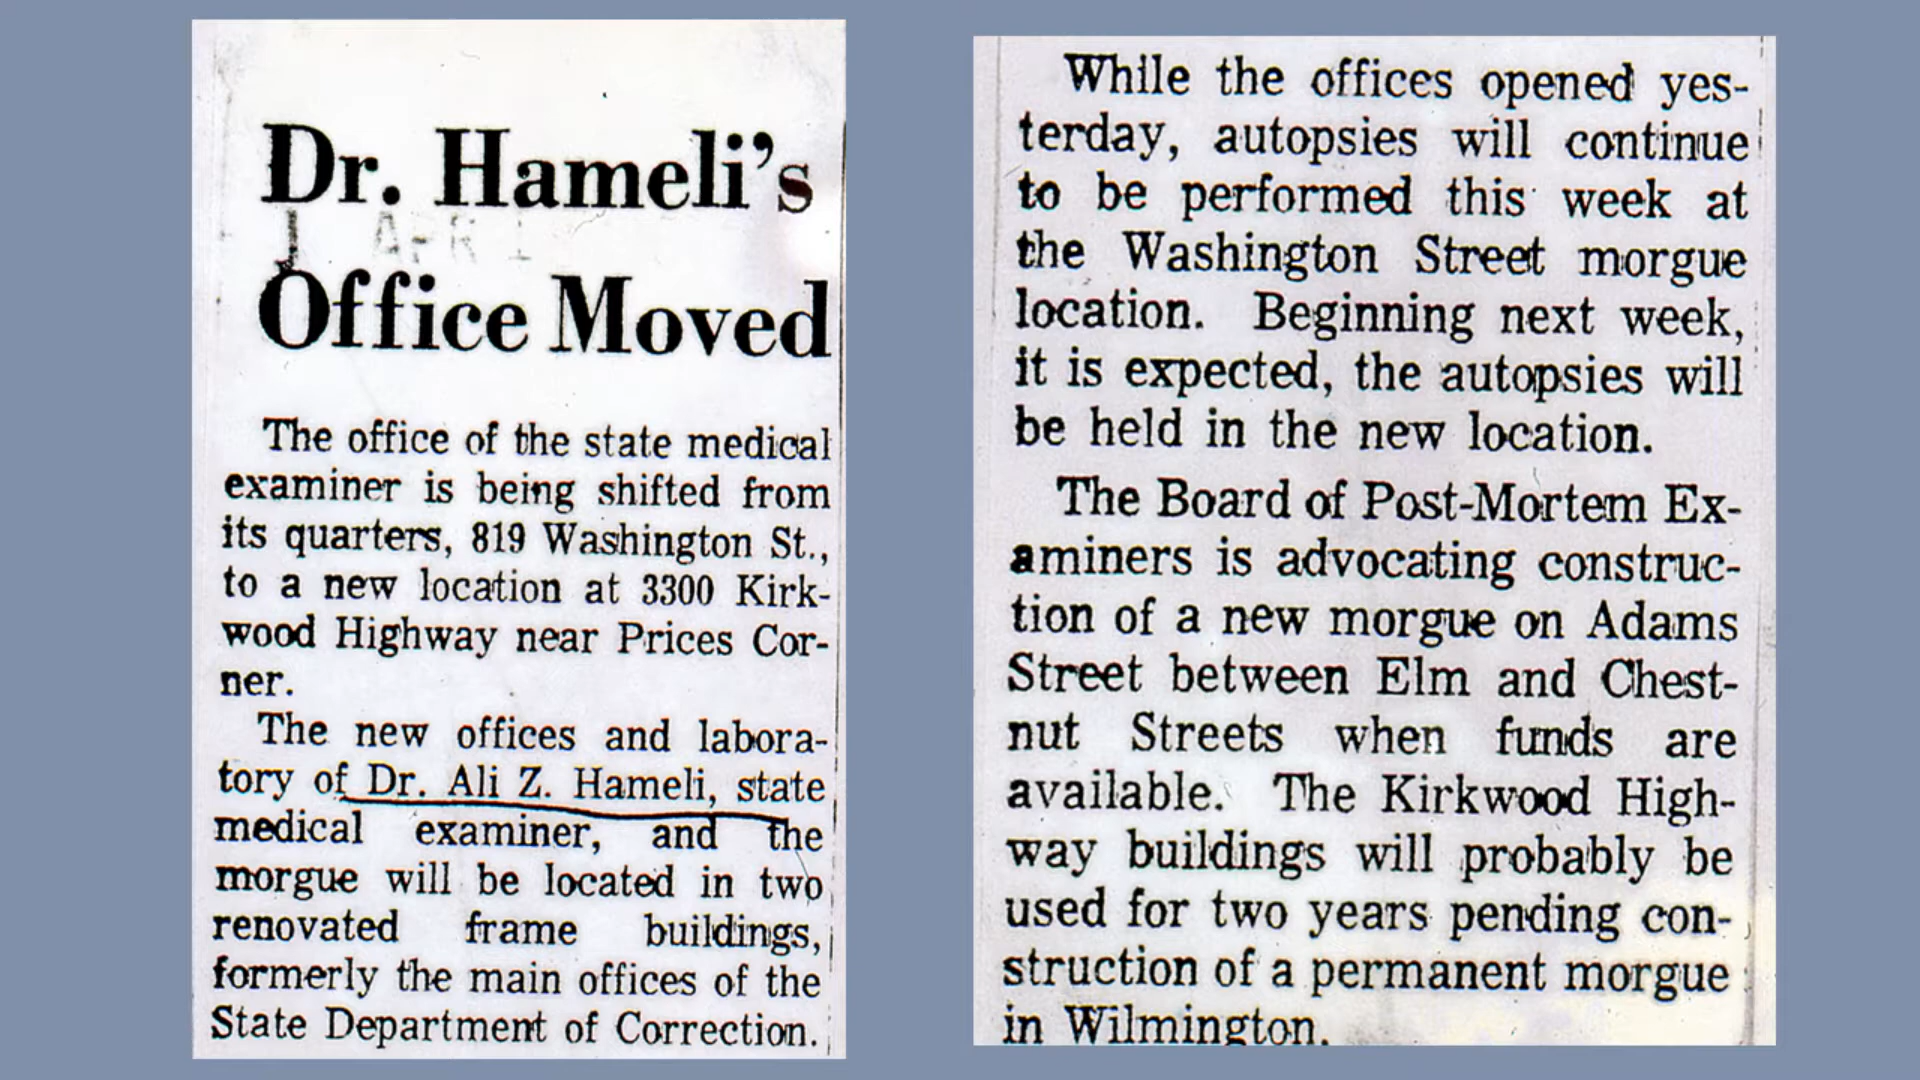 Dr. Hameli's
Office Moved
The office of the state medical
examiner is being shifted from
its quarters, 819 Washington St.,
to a new location at 3300 Kirk-
wood Highway near Prices Cor-
ner.
The new offices and labora-
tory of Dr. Ali Z. Hameli, state
medical examiner, and the
morgue will be located in two
renovated frame buildings,
formerly the main offices of the
State Department of Correction.
While the offices opened yes-
terday, autopsies will continue
to be performed this week at
the Washington Street morgue
location. Beginning next week,
it is expected, the autopsies will
be held in the new location.
The Board of Post-Mortem Ex-
aminers is advocating construc-
tion of a new morgue on Adams
Street between Elm and Chest-
nut Streets when funds are
available. The Kirkwood High-
way buildings will probably be
used for two years pending con-
struction of a permanent morgue
in Wilmington.